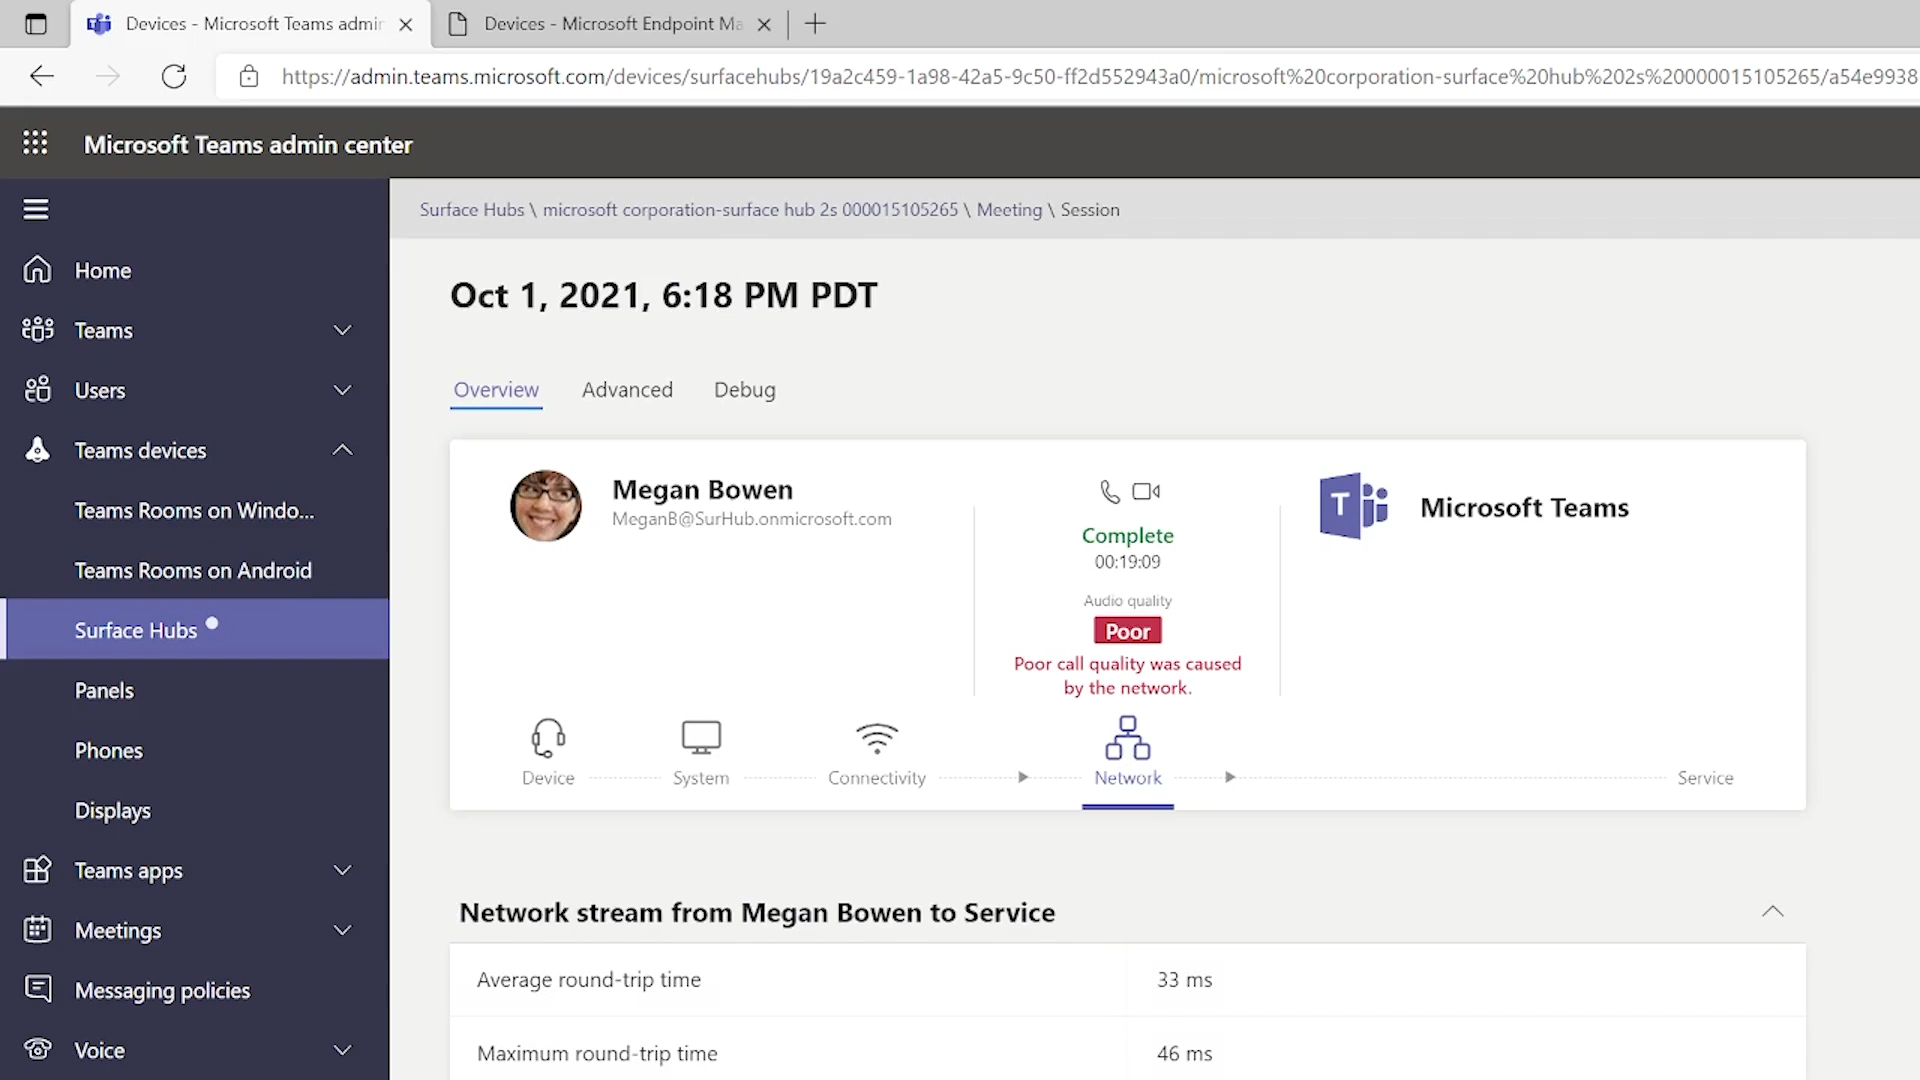 Devices - Microsoft Teams admin
Devices - Microsoft Endpoint Ma
https://admin.teams.microsoft.com/devices/surfacehubs/19a2c459-1a98-42a5-9c50-ff2d552943a0/microsoft%20corporation-surface%20hub%202s%20000015105265/a54e9938
Microsoft Teams admin center
Surface Hubs \ microsoft corporation-surface hub 2s 000015105265 \ Meeting \ Session
Home
Teams
Users
Teams devices
Teams Rooms on Windo...
Teams Rooms on Android
Surface Hubs
Panels
Phones
Displays
Teams apps
Meetings
Messaging policies
Voice
Oct 1, 2021, 6:18 PM PDT
Overview Advanced Debug
Megan Bowen
MeganB@SurHub.onmicrosoft.com
Complete
00:19:09
Audio quality
Poor
Poor call quality was caused
by the network.
T
Microsoft Teams
Device System Connectivity Network Service
Network stream from Megan Bowen to Service
Average round-trip time 33 ms
Maximum round-trip time 46 ms